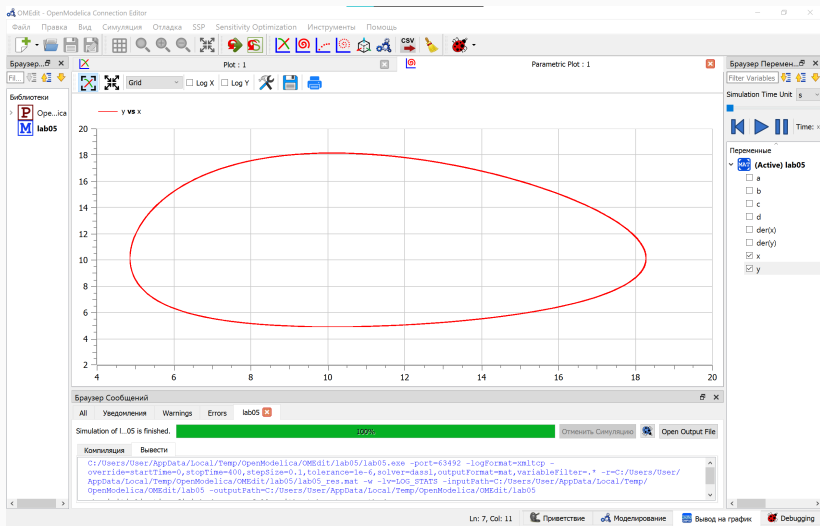 OMEdit - OpenModelica Connection Editor
Файл Правка Вид Симуляция Отладка SSP Sensitivity Optimization Инструменты Помощь
CSV
Браузер...
Plot : 1
Parametric Plot : 1
Браузер Перемен...
Fil...
Grid
Log X
Log Y
Filter Variables
Библиотеки
Simulation Time Unit s
P Ope...ica
M lab05
y vs x
Time:
Переменные
MAT (Active) lab05
a
b
c
d
der(x)
der(y)
x
y
20
18
16
14
12
10
8
6
4
2
4 6 8 10 12 14 16 18 20
Браузер Сообщений
All Уведомления Warnings Errors lab05
Simulation of l...05 is finished.
100%
Отменить Симуляцию
Open Output File
Компиляция Вывести
C:/Users/User/AppData/Local/Temp/OpenModelica/OMEdit/lab05/lab05.exe -port=63492 -logFormat=xmltcp -
override=startTime=0,stopTime=400,stepSize=0.1,tolerance=1e-6,solver=dassl,outputFormat=mat,variableFilter=.* -r=C:/Users/User/
AppData/Local/Temp/OpenModelica/OMEdit/lab05/lab05_res.mat -w -lv=LOG_STATS -inputPath=C:/Users/User/AppData/Local/Temp/
OpenModelica/OMEdit/lab05 -outputPath=C:/Users/User/AppData/Local/Temp/OpenModelica/OMEdit/lab05
Ln: 7, Col: 11
Приветствие
Моделирование
Вывод на график
Debugging